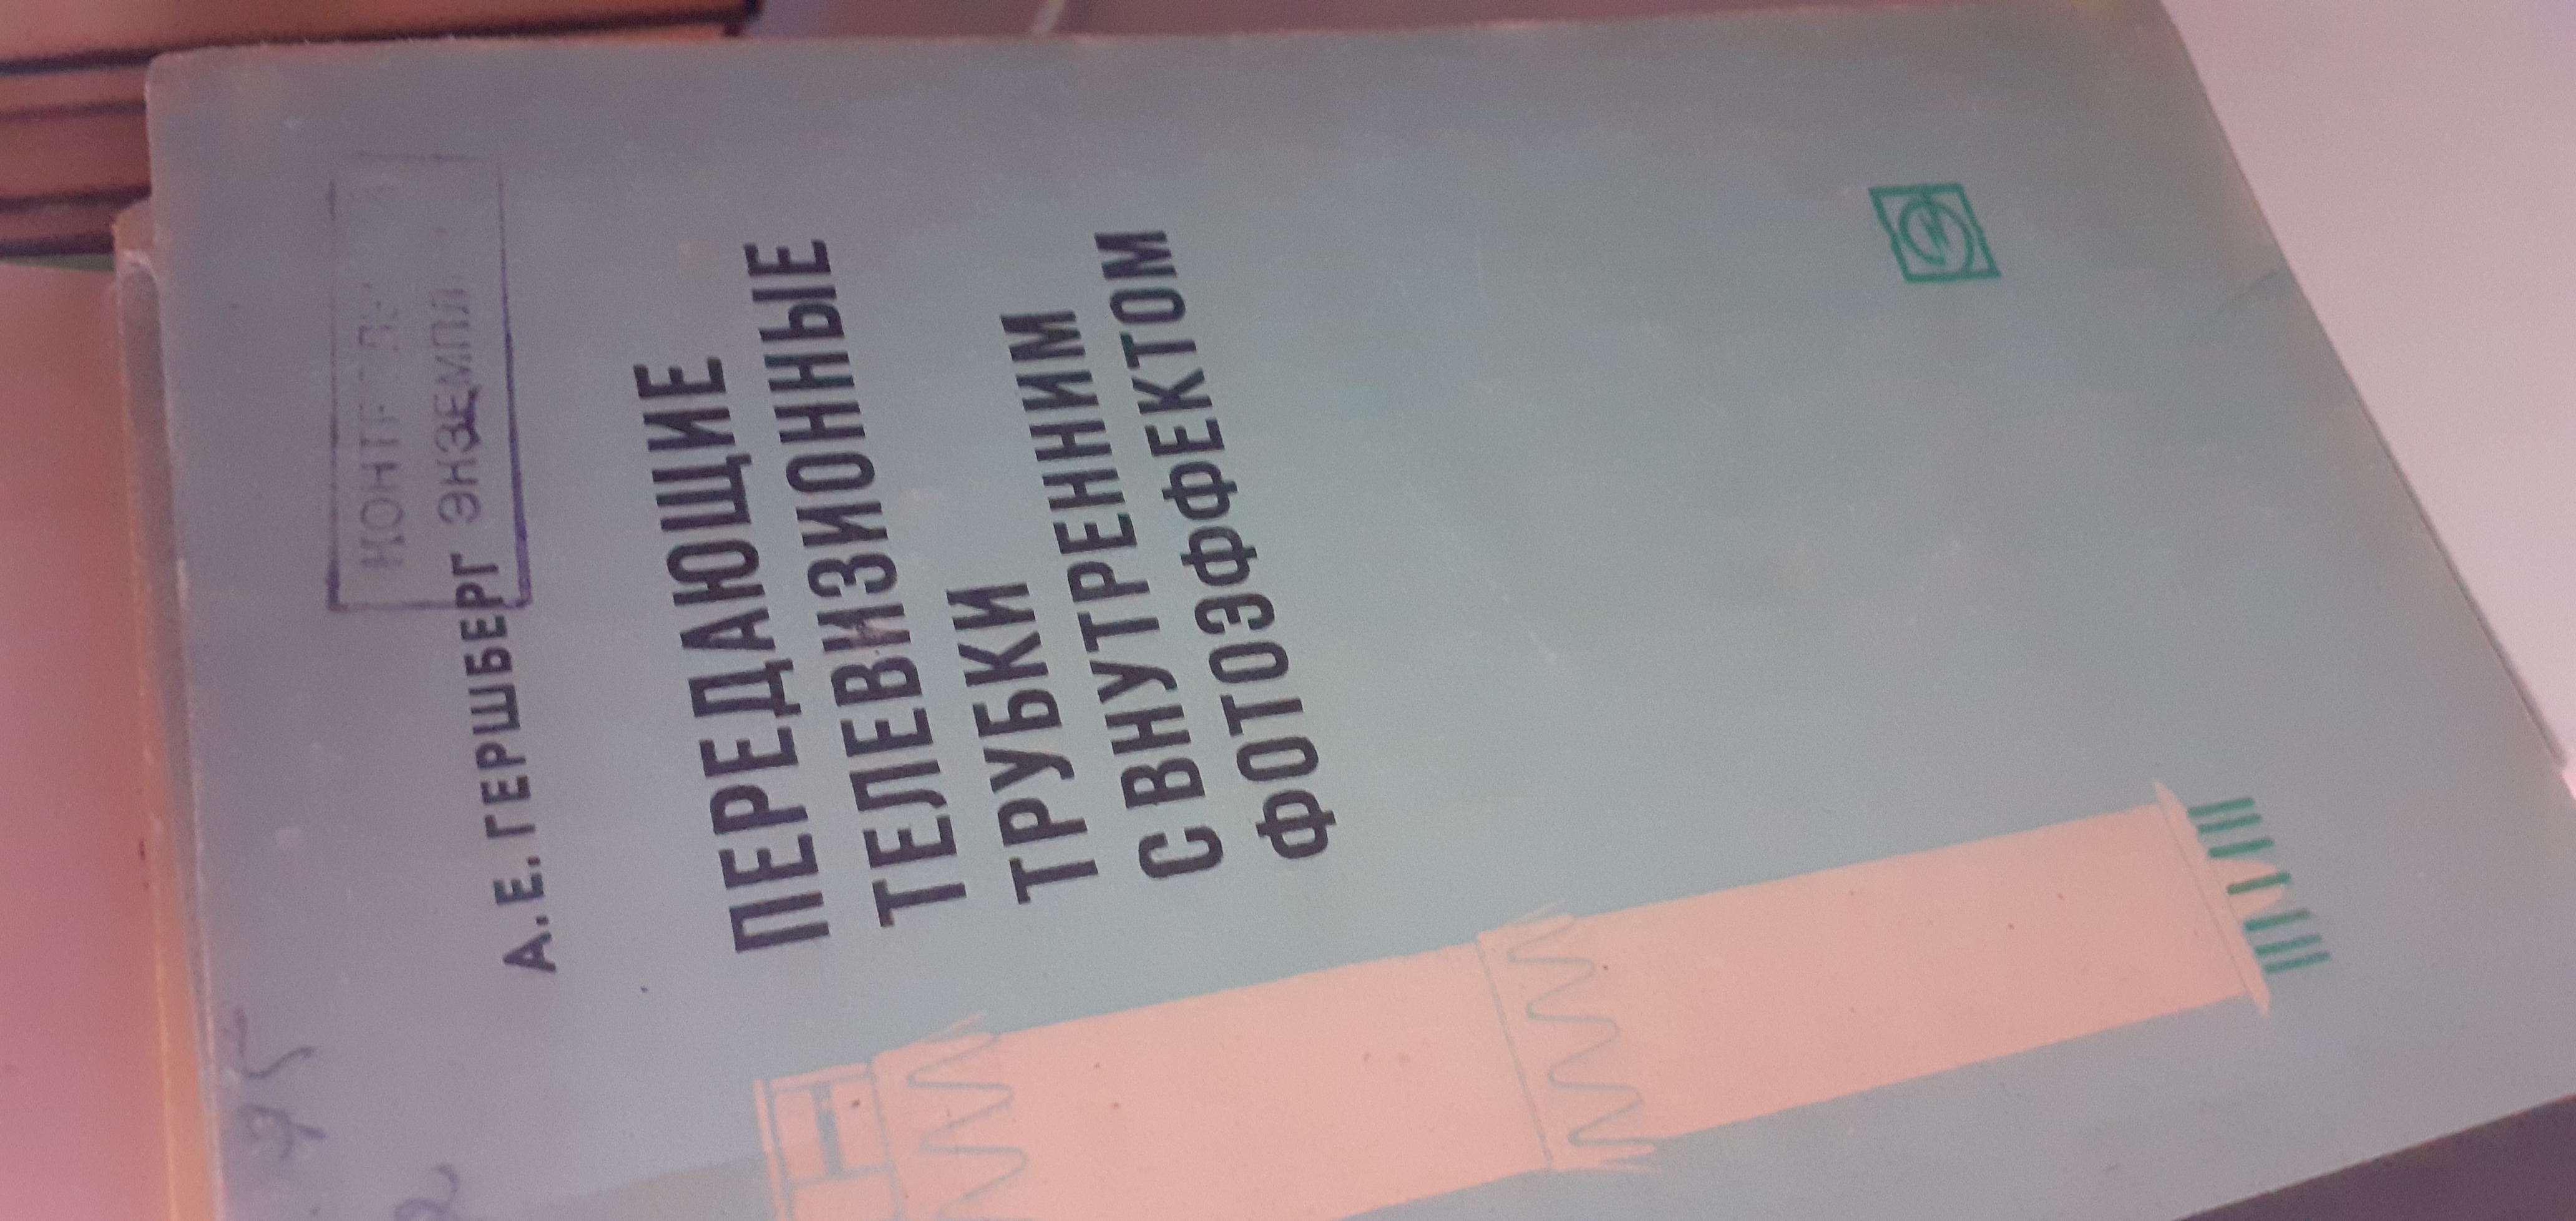 ЭКЗЕМПЛ
А.Е. ГЕРШБЕРГ
ПЕРЕДАЮЩИЕ
ТЕЛЕВИЗИОННЫЕ
ТРУБКИ
С ВНУТРЕННИМ
ФОТОЭФФЕКТОМ